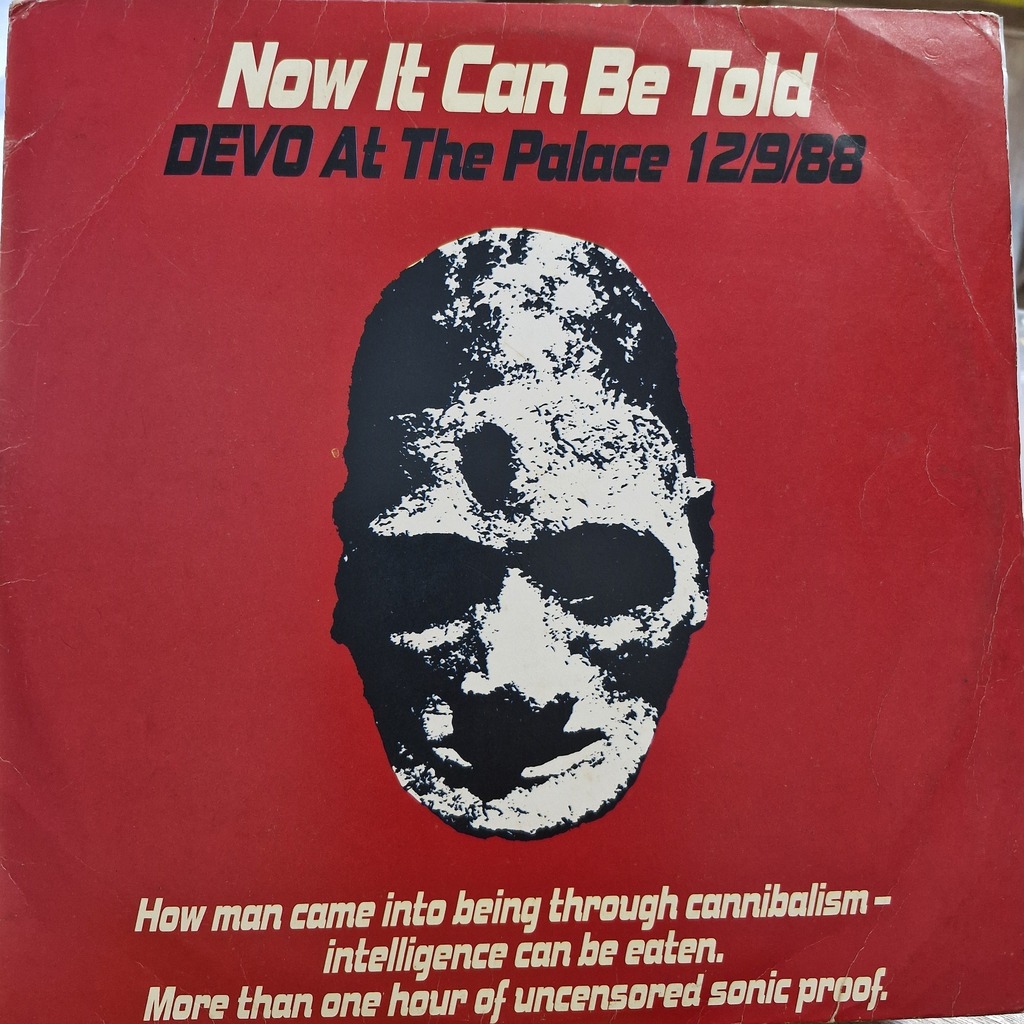 Now It Can Be Told
DEVO At The Palace 12/9/88
How man came into being through cannibalism –
intelligence can be eaten.
More than one hour of uncensored sonic proof.